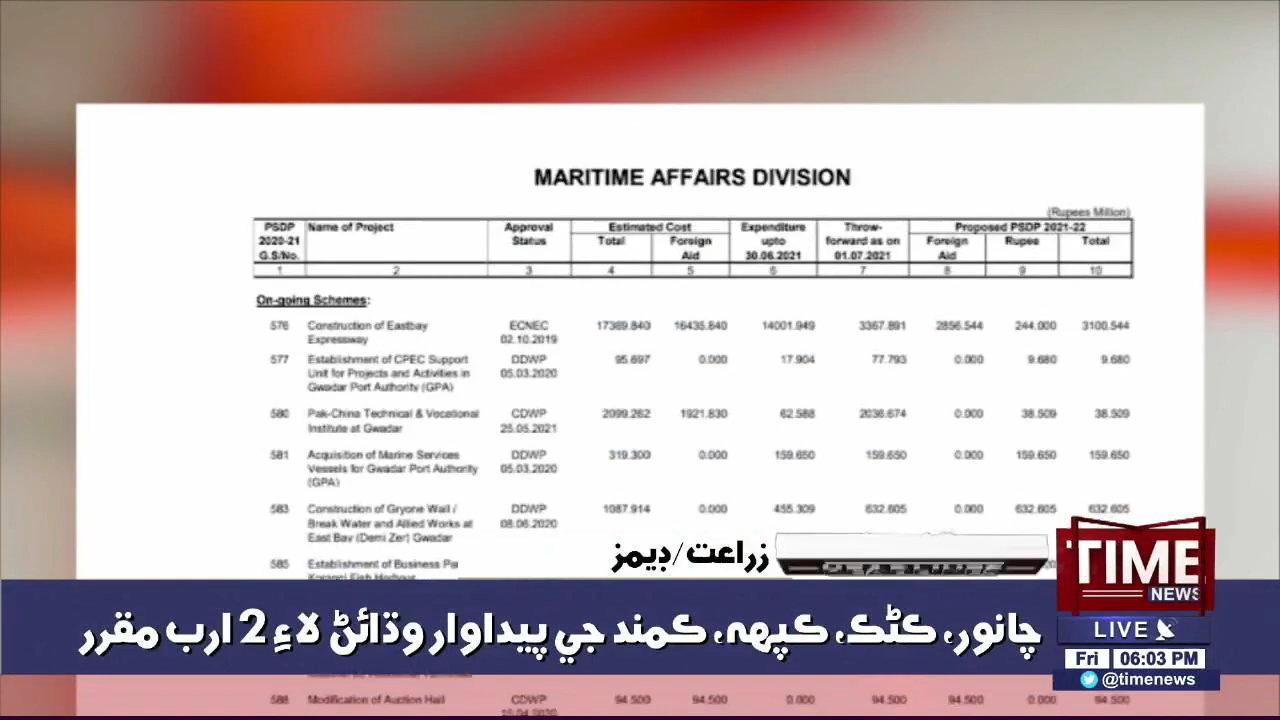 MARITIME AFFAIRS DIVISION
(Rupees Million)
PSDP 2020-21 G.S/No. Name of Project Approval Status Estimated Cost Total Foreign Aid Expenditure upto 30.06.2021 Throw-forward as on 01.07.2021 Proposed PSDP 2021-22 Foreign Aid Rupee Total
1 2 3 4 5 6 7 8 9 10
On-going Schemes:
576 Construction of Eastbay ECNEC 17369.840 16435.640 14001.949 3367.891 2856.544 244.000 3100.544
Expressway 02.10.2019
577 Establishment of CPEC Support DDWP 95.697 0.000 17.904 77.793 0.000 9.680 9.680
Unit for Projects and Activities in 05.03.2020
Gwadar Port Authority (GPA)
580 Pak-China Technical & Vocational CDWP 2099.262 1921.830 62.588 2036.674 0.000 38.509 38.509
Institute at Gwadar 25.05.2021
581 Acquisition of Marine Services DDWP 319.300 0.000 159.650 159.650 0.000 159.650 159.650
Vessels for Gwadar Port Authority 05.03.2020
(GPA)
583 Construction of Gryone Wall / DDWP 1087.914 0.000 455.309 632.605 0.000 632.605 632.605
Break Water and Allied Works at 08.06.2020
East Bay (Demi Zer) Gwadar
585 Establishment of Business
زراعت/ڊيمز
HEADLINES
TIME
NEWS
چانور، ڪڻڪ، ڪپهہ، ڪمند جي پيداوار وڌائڻ لاءِ 2 ارب مقرر
LIVE
Fri 06:03 PM
@timenews
588 Modification of Auction Hall CDWP 94.500 94.500 0.000 94.500 94.500 0.000 94.500